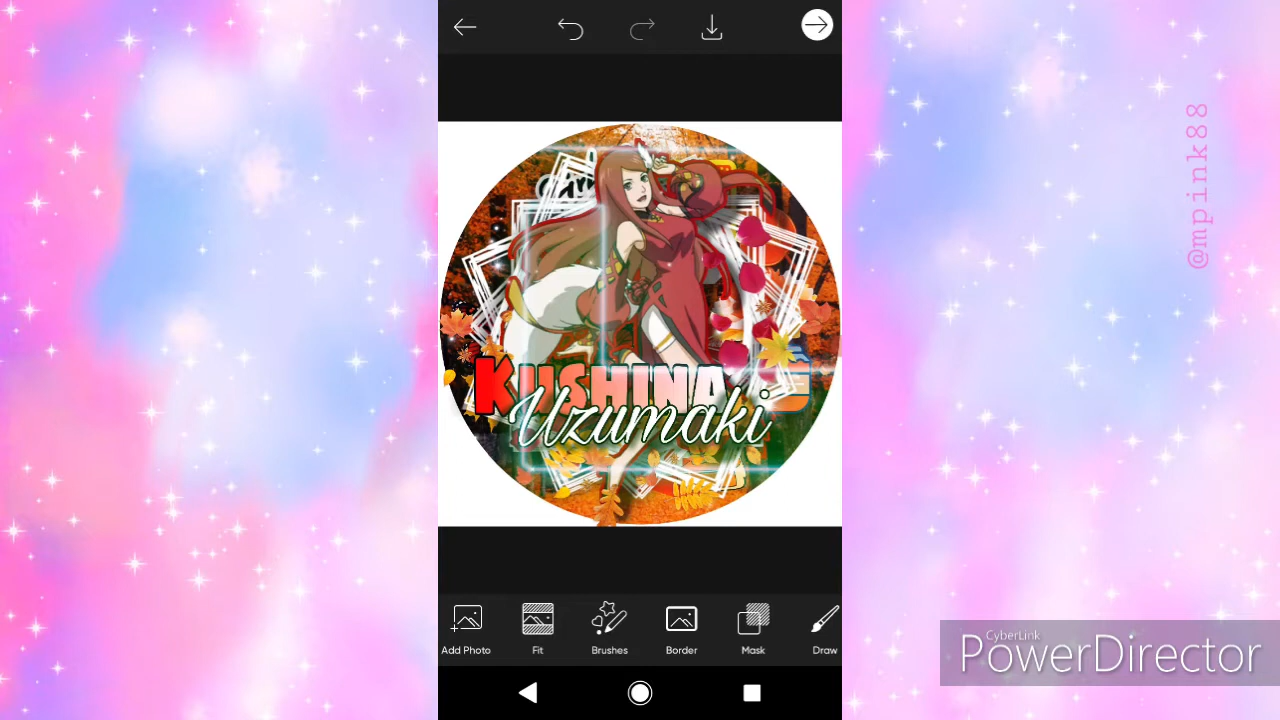 KUSHINA
Uzumaki
Add Photo
Fit
Brushes
Border
Mask
Draw
@mpink88
CyberLink
PowerDirector